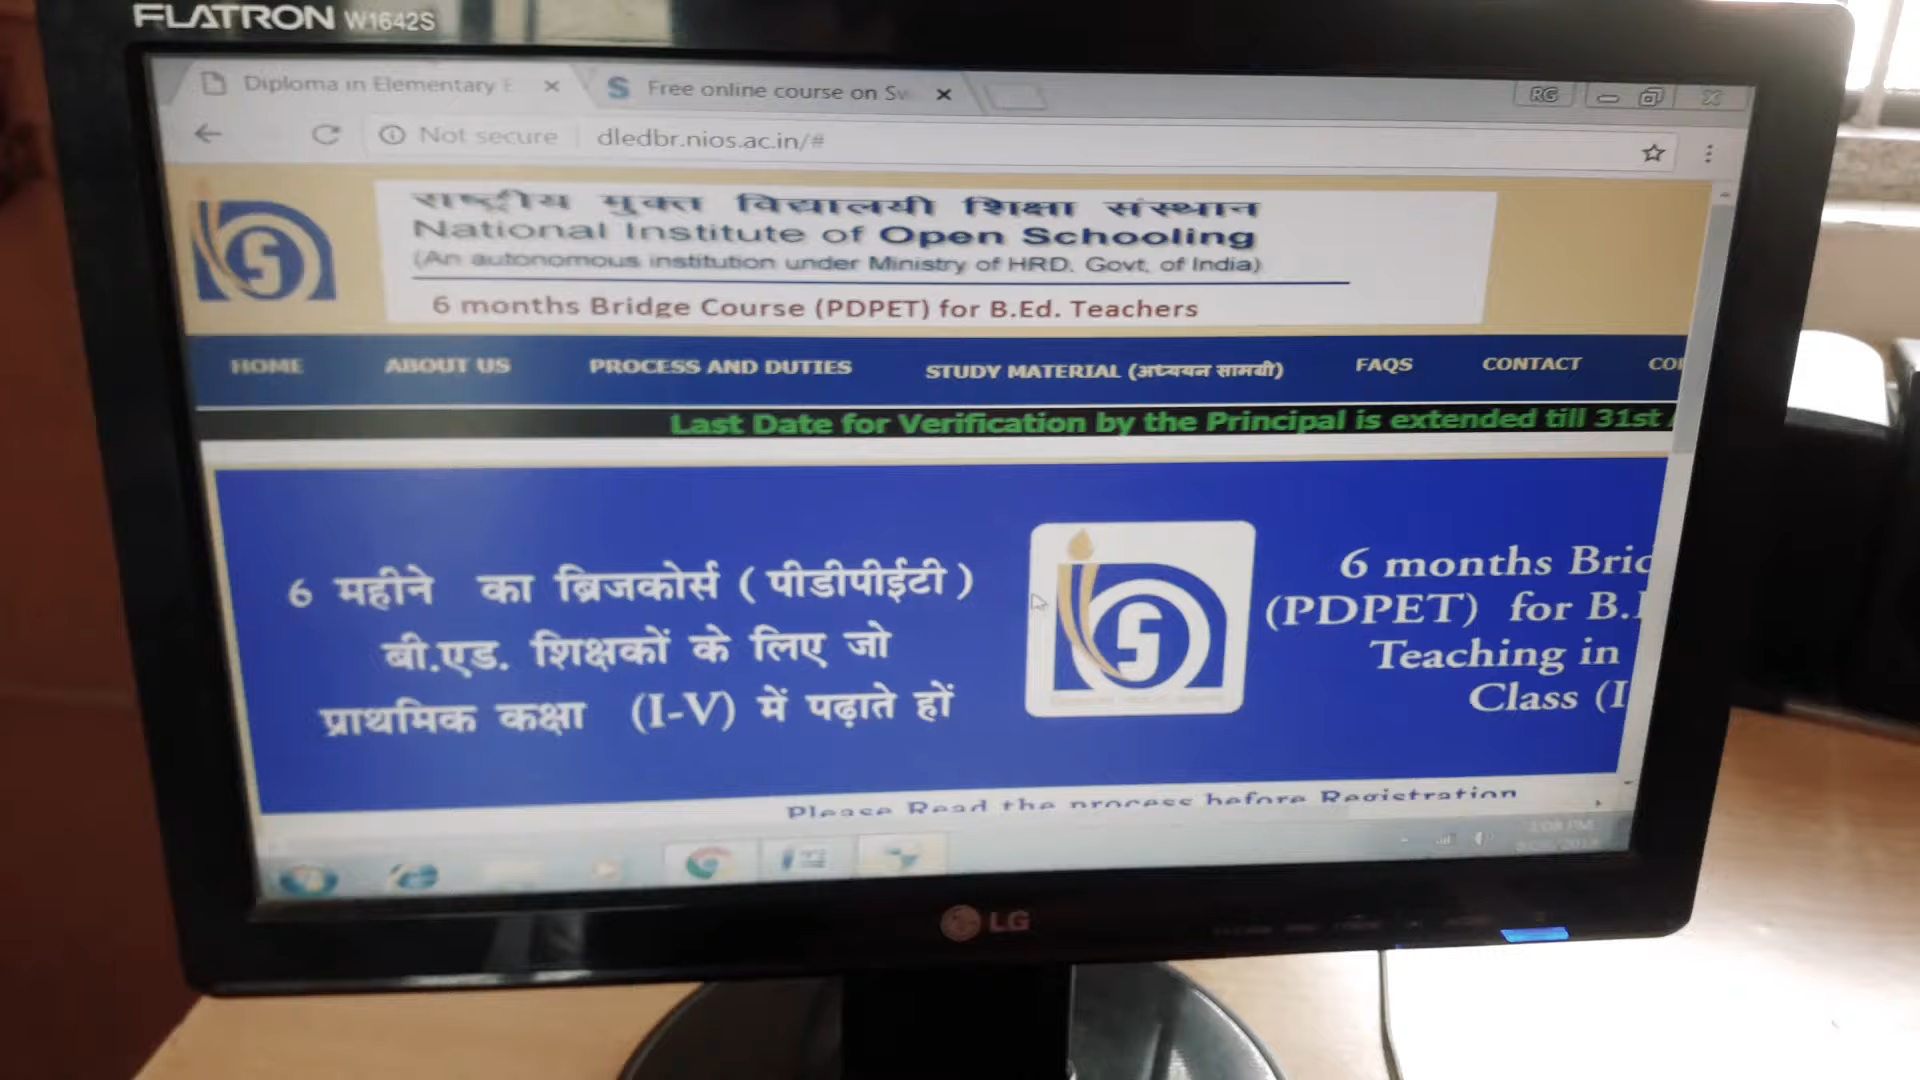 FLATRON W1642S
Diploma in Elementary E
Free online course on Sw
RG
Not secure
dledbr.nios.ac.in/#
राष्ट्रीय मुक्त विद्यालयी शिक्षा संस्थान
National Institute of Open Schooling
(An autonomous institution under Ministry of HRD, Govt. of India)
6 months Bridge Course (PDPET) for B.Ed. Teachers
HOME ABOUT US PROCESS AND DUTIES STUDY MATERIAL (अध्ययन सामग्री) FAQS CONTACT
Last Date for Verification by the Principal is extended till 31st
6 महीने का ब्रिजकोर्स (पीडीपीईटी)
बी.एड. शिक्षकों के लिए जो
प्राथमिक कक्षा (I-V) में पढ़ाते हों
6 months Bri
(PDPET) for B.
Teaching in
Class (I
Please Read the process before Registration
LG